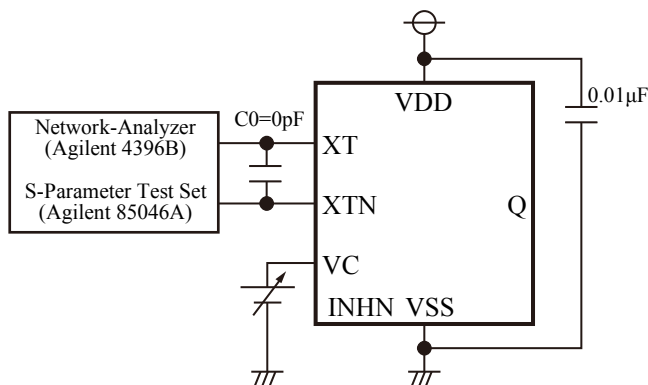 VDD
0.01µF
C0=0pF
Network-Analyzer
(Agilent 4396B)
XT
S-Parameter Test Set
(Agilent 85046A)
XTN
Q
VC
INHN VSS